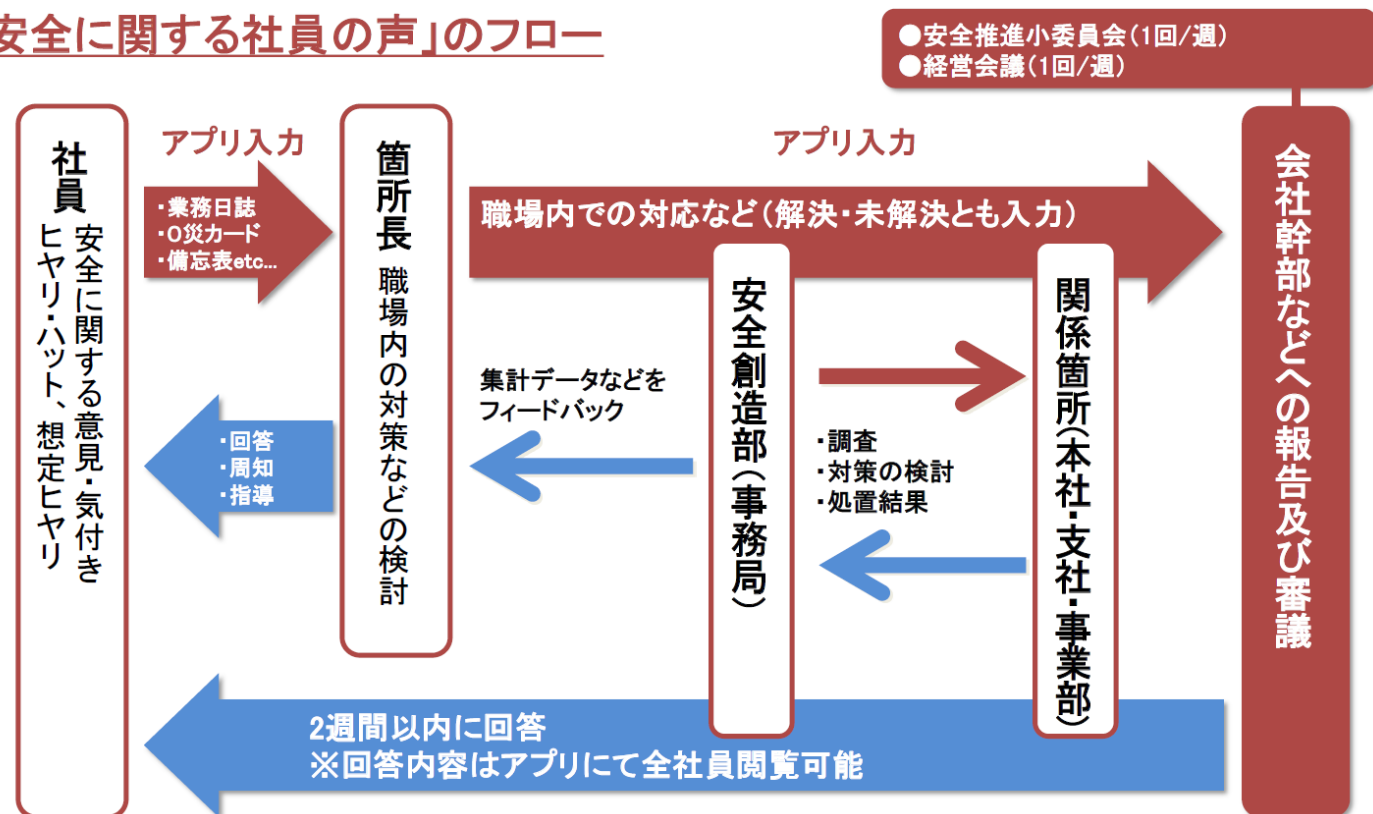 安全に関する社員の声」のフロー
●安全推進小委員会(1回/週)
●経営会議(1回/週)
社員
安全に関する意見・気付き
ヒヤリ・ハット、想定ヒヤリ
アプリ入力
・業務日誌
・0災カード
・備忘表etc…
箇所長 職場内の対策などの検討
アプリ入力
職場内での対応など(解決・未解決とも入力)
安全創造部(事務局)
関係箇所(本社・支社・事業部)
会社幹部などへの報告及び審議
集計データなどを
フィードバック
・調査
・対策の検討
・処置結果
・回答
・周知
・指導
2週間以内に回答
※回答内容はアプリにて全社員閲覧可能